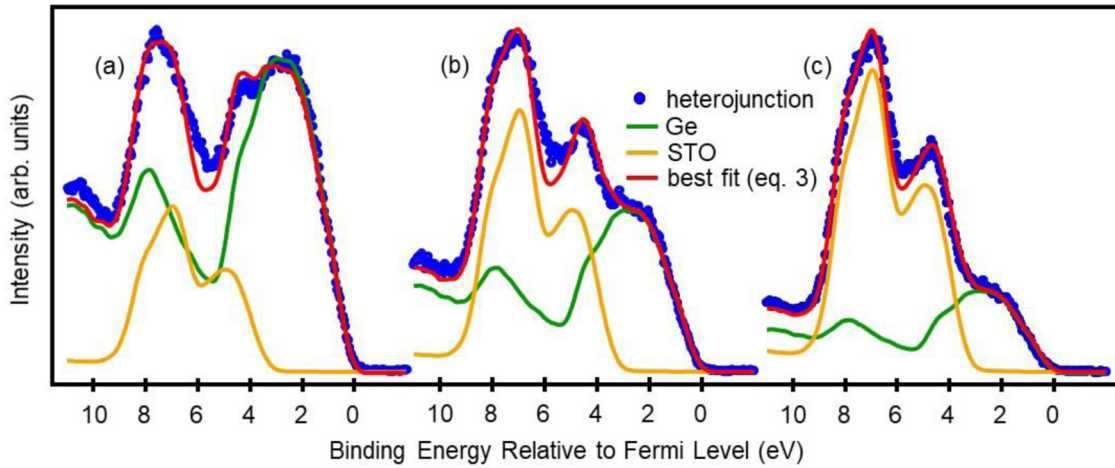 (a)
(b)
(c)
heterojunction
Ge
STO
best fit (eq. 3)
Intensity (arb. units)
10 8 6 4 2 0 10 8 6 4 2 0 10 8 6 4 2 0
Binding Energy Relative to Fermi Level (eV)